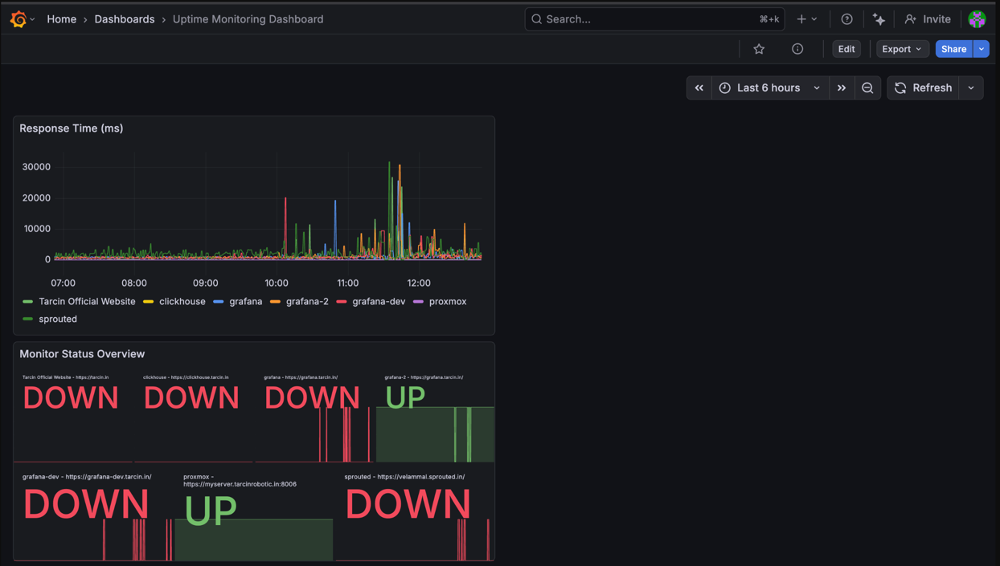 Home › Dashboards › Uptime Monitoring Dashboard
Search...
⌘+k
Invite
Edit
Export
Share
Last 6 hours
Refresh
Response Time (ms)
30000
20000
10000
0
07:00 08:00 09:00 10:00 11:00 12:00
Tarcin Official Website clickhouse grafana grafana-2 grafana-dev proxmox
sprouted
Monitor Status Overview
Tarcin Official Website - https://tarcin.in
DOWN
clickhouse - https://clickhouse.tarcin.in
DOWN
grafana - https://grafana.tarcin.in/
DOWN
grafana-2 - https://grafana.tarcin.in/
UP
grafana-dev - https://grafana-dev.tarcin.in/
DOWN
proxmox -
https://myserver.tarcinrobotic.in:8006
UP
sprouted - https://velammal.sprouted.in/
DOWN